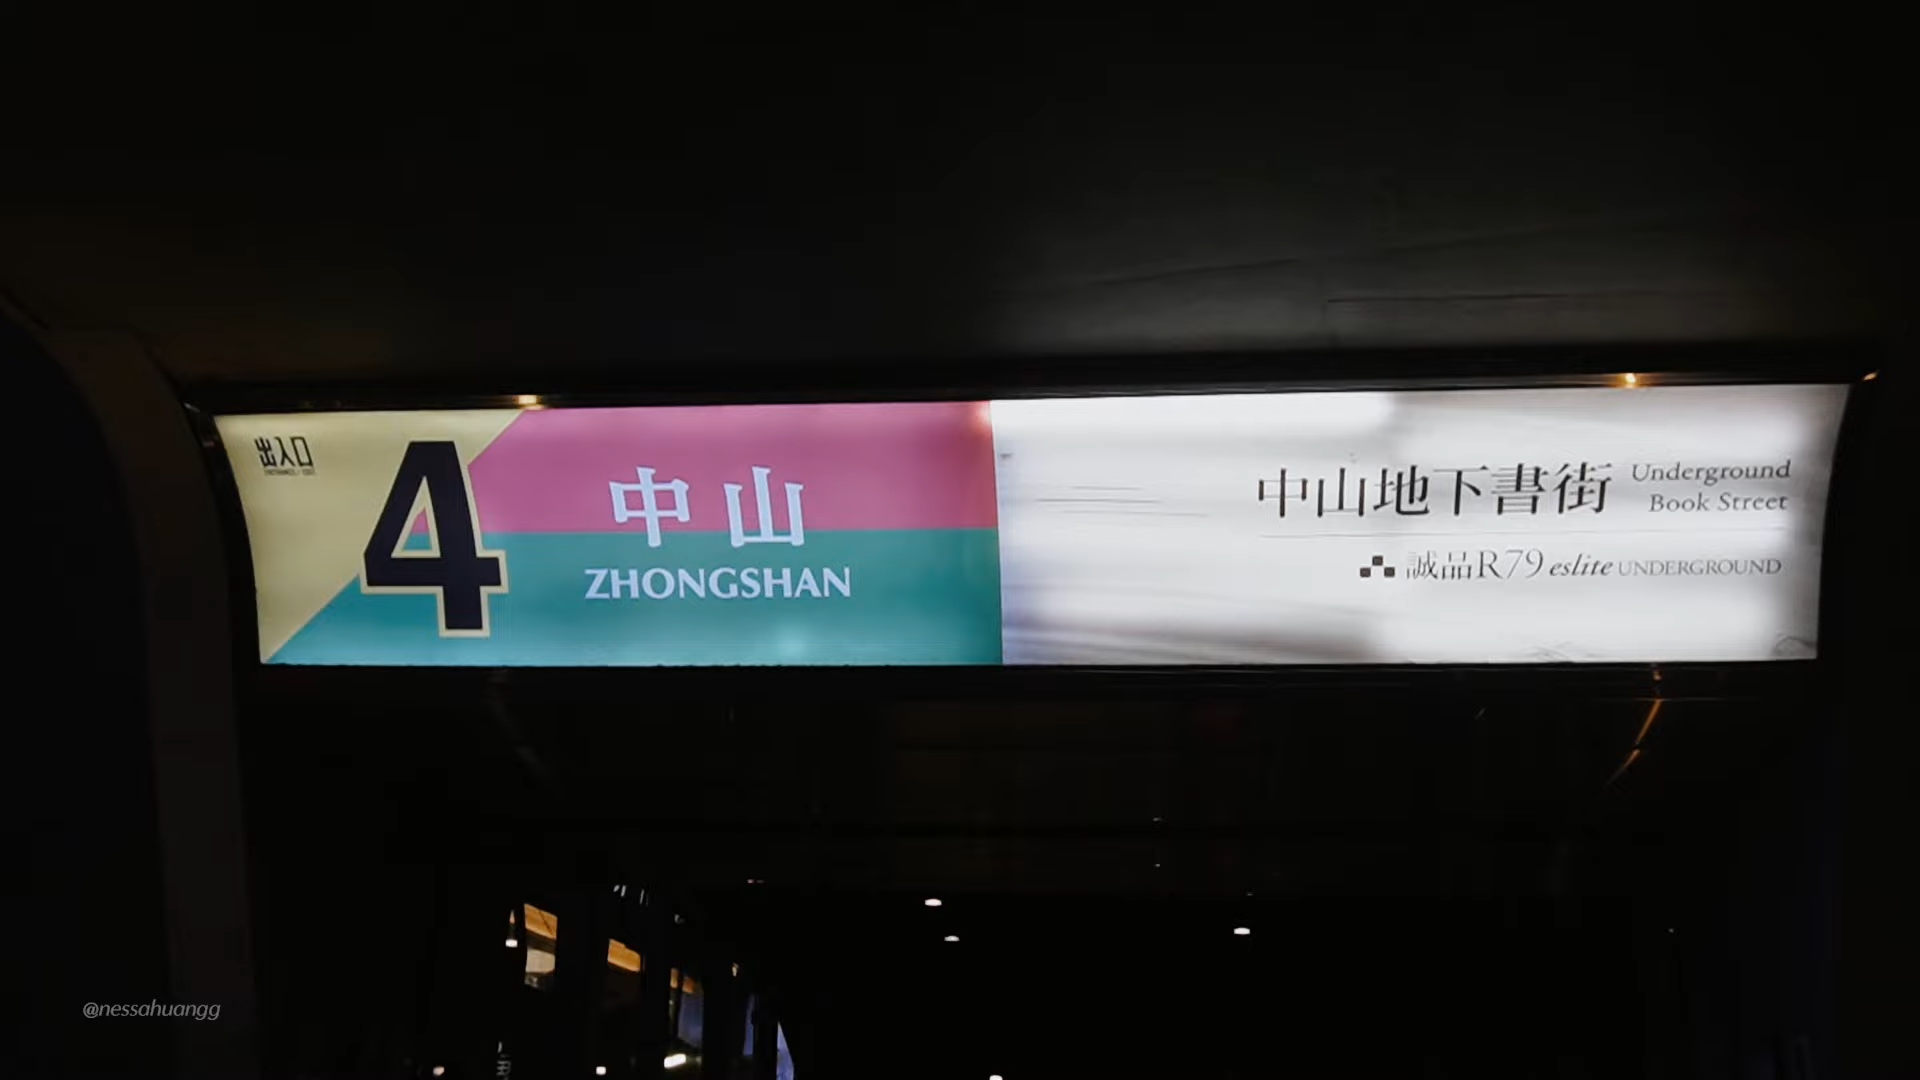 出入口
4
中山
ZHONGSHAN
中山地下書街
Underground
Book Street
誠品R79 eslite UNDERGROUND
@nessahuangg